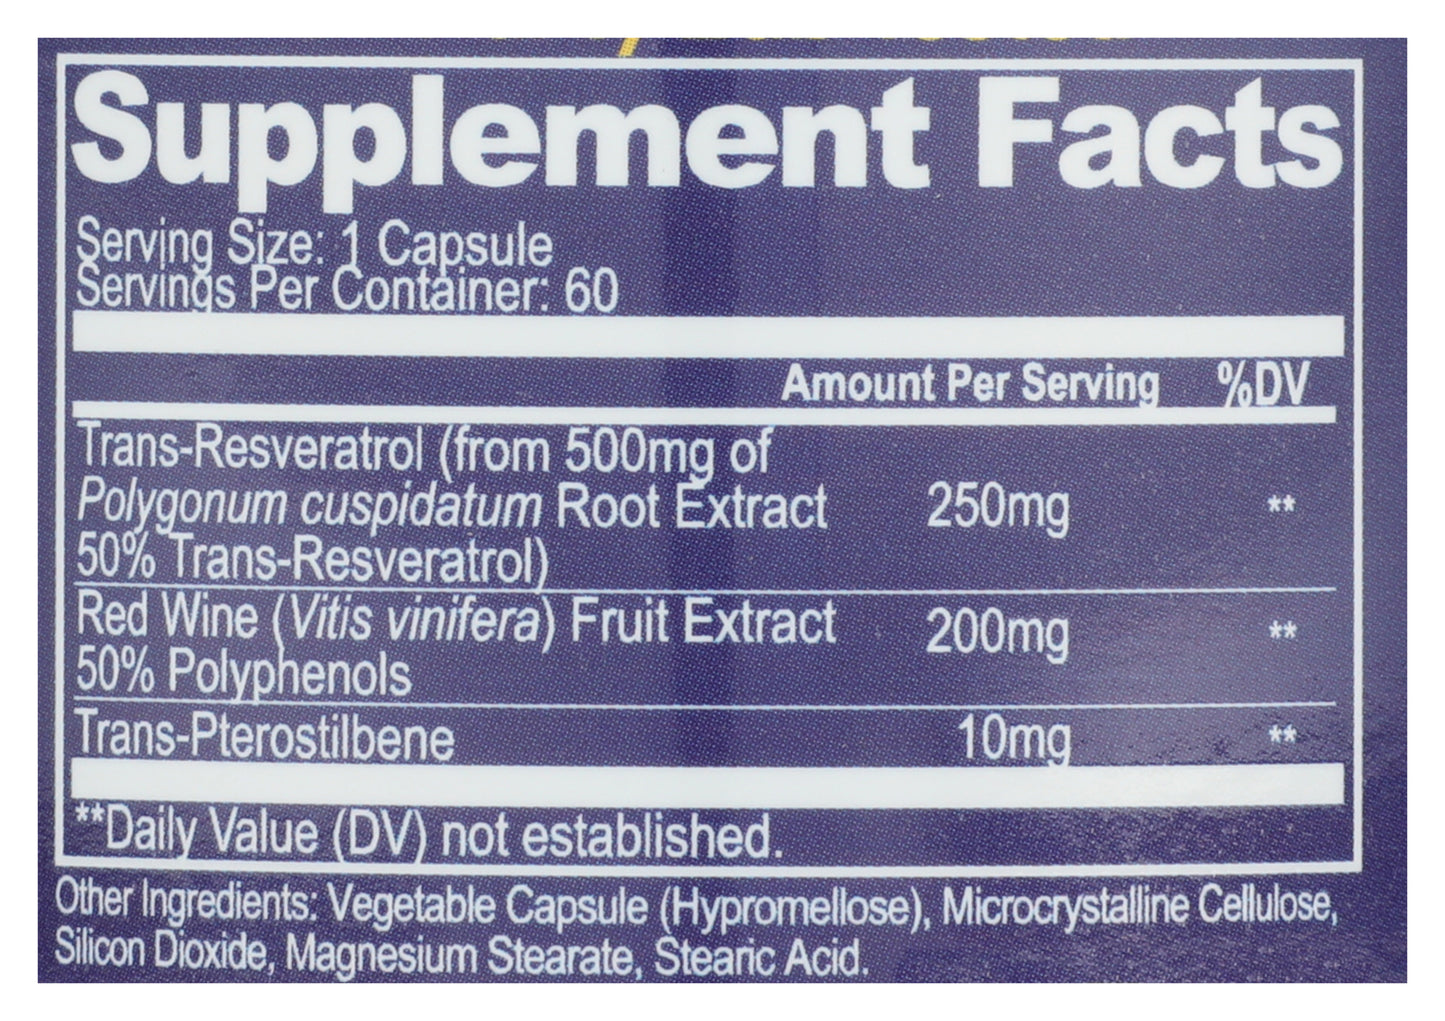 Supplement Facts
Serving Size: 1 Capsule
Servings Per Container: 60
Amount Per Serving %DV
Trans-Resveratrol (from 500mg of
Polygonum cuspidatum Root Extract 250mg **
50% Trans-Resveratrol)
Red Wine (Vitis vinifera) Fruit Extract 200mg **
50% Polyphenols
Trans-Pterostilbene 10mg **
**Daily Value (DV) not established.
Other Ingredients: Vegetable Capsule (Hypromellose), Microcrystalline Cellulose,
Silicon Dioxide, Magnesium Stearate, Stearic Acid.